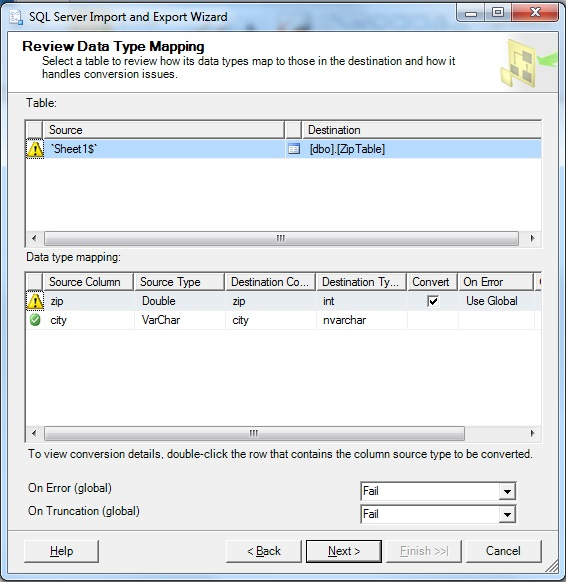 SQL Server Import and Export Wizard
Review Data Type Mapping
Select a table to review how its data types map to those in the destination and how it
handles conversion issues.
Table:
Source Destination
`Sheet1$` [dbo].[ZipTable]
Data type mapping:
Source Column Source Type Destination Co... Destination Ty... Convert On Error
zip Double zip int Use Global
city VarChar city nvarchar
To view conversion details, double-click the row that contains the column source type to be converted.
On Error (global) Fail
On Truncation (global) Fail
Help < Back Next > Finish >>| Cancel